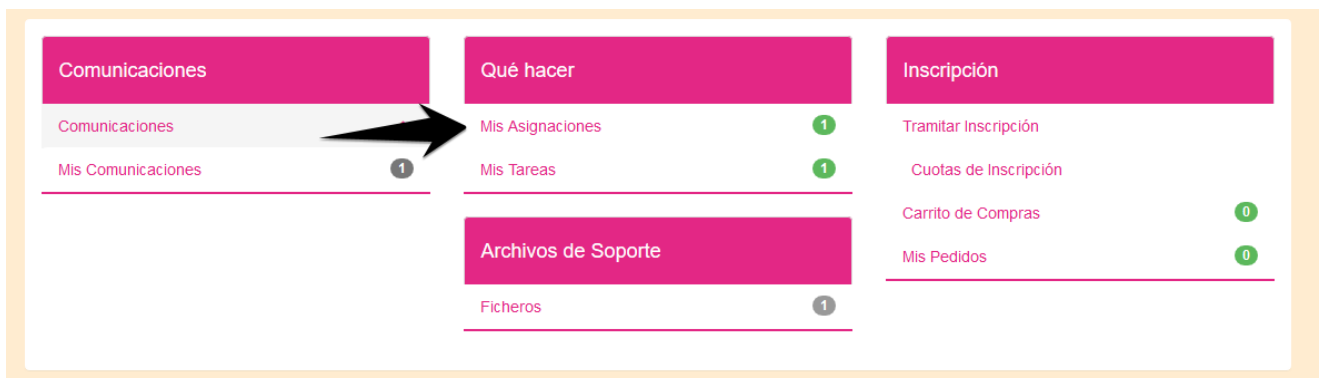 Comunicaciones
Comunicaciones
Mis Comunicaciones 1
Qué hacer
Mis Asignaciones 1
Mis Tareas 1
Archivos de Soporte
Ficheros 1
Inscripción
Tramitar Inscripción
Cuotas de Inscripción
Carrito de Compras 0
Mis Pedidos 0